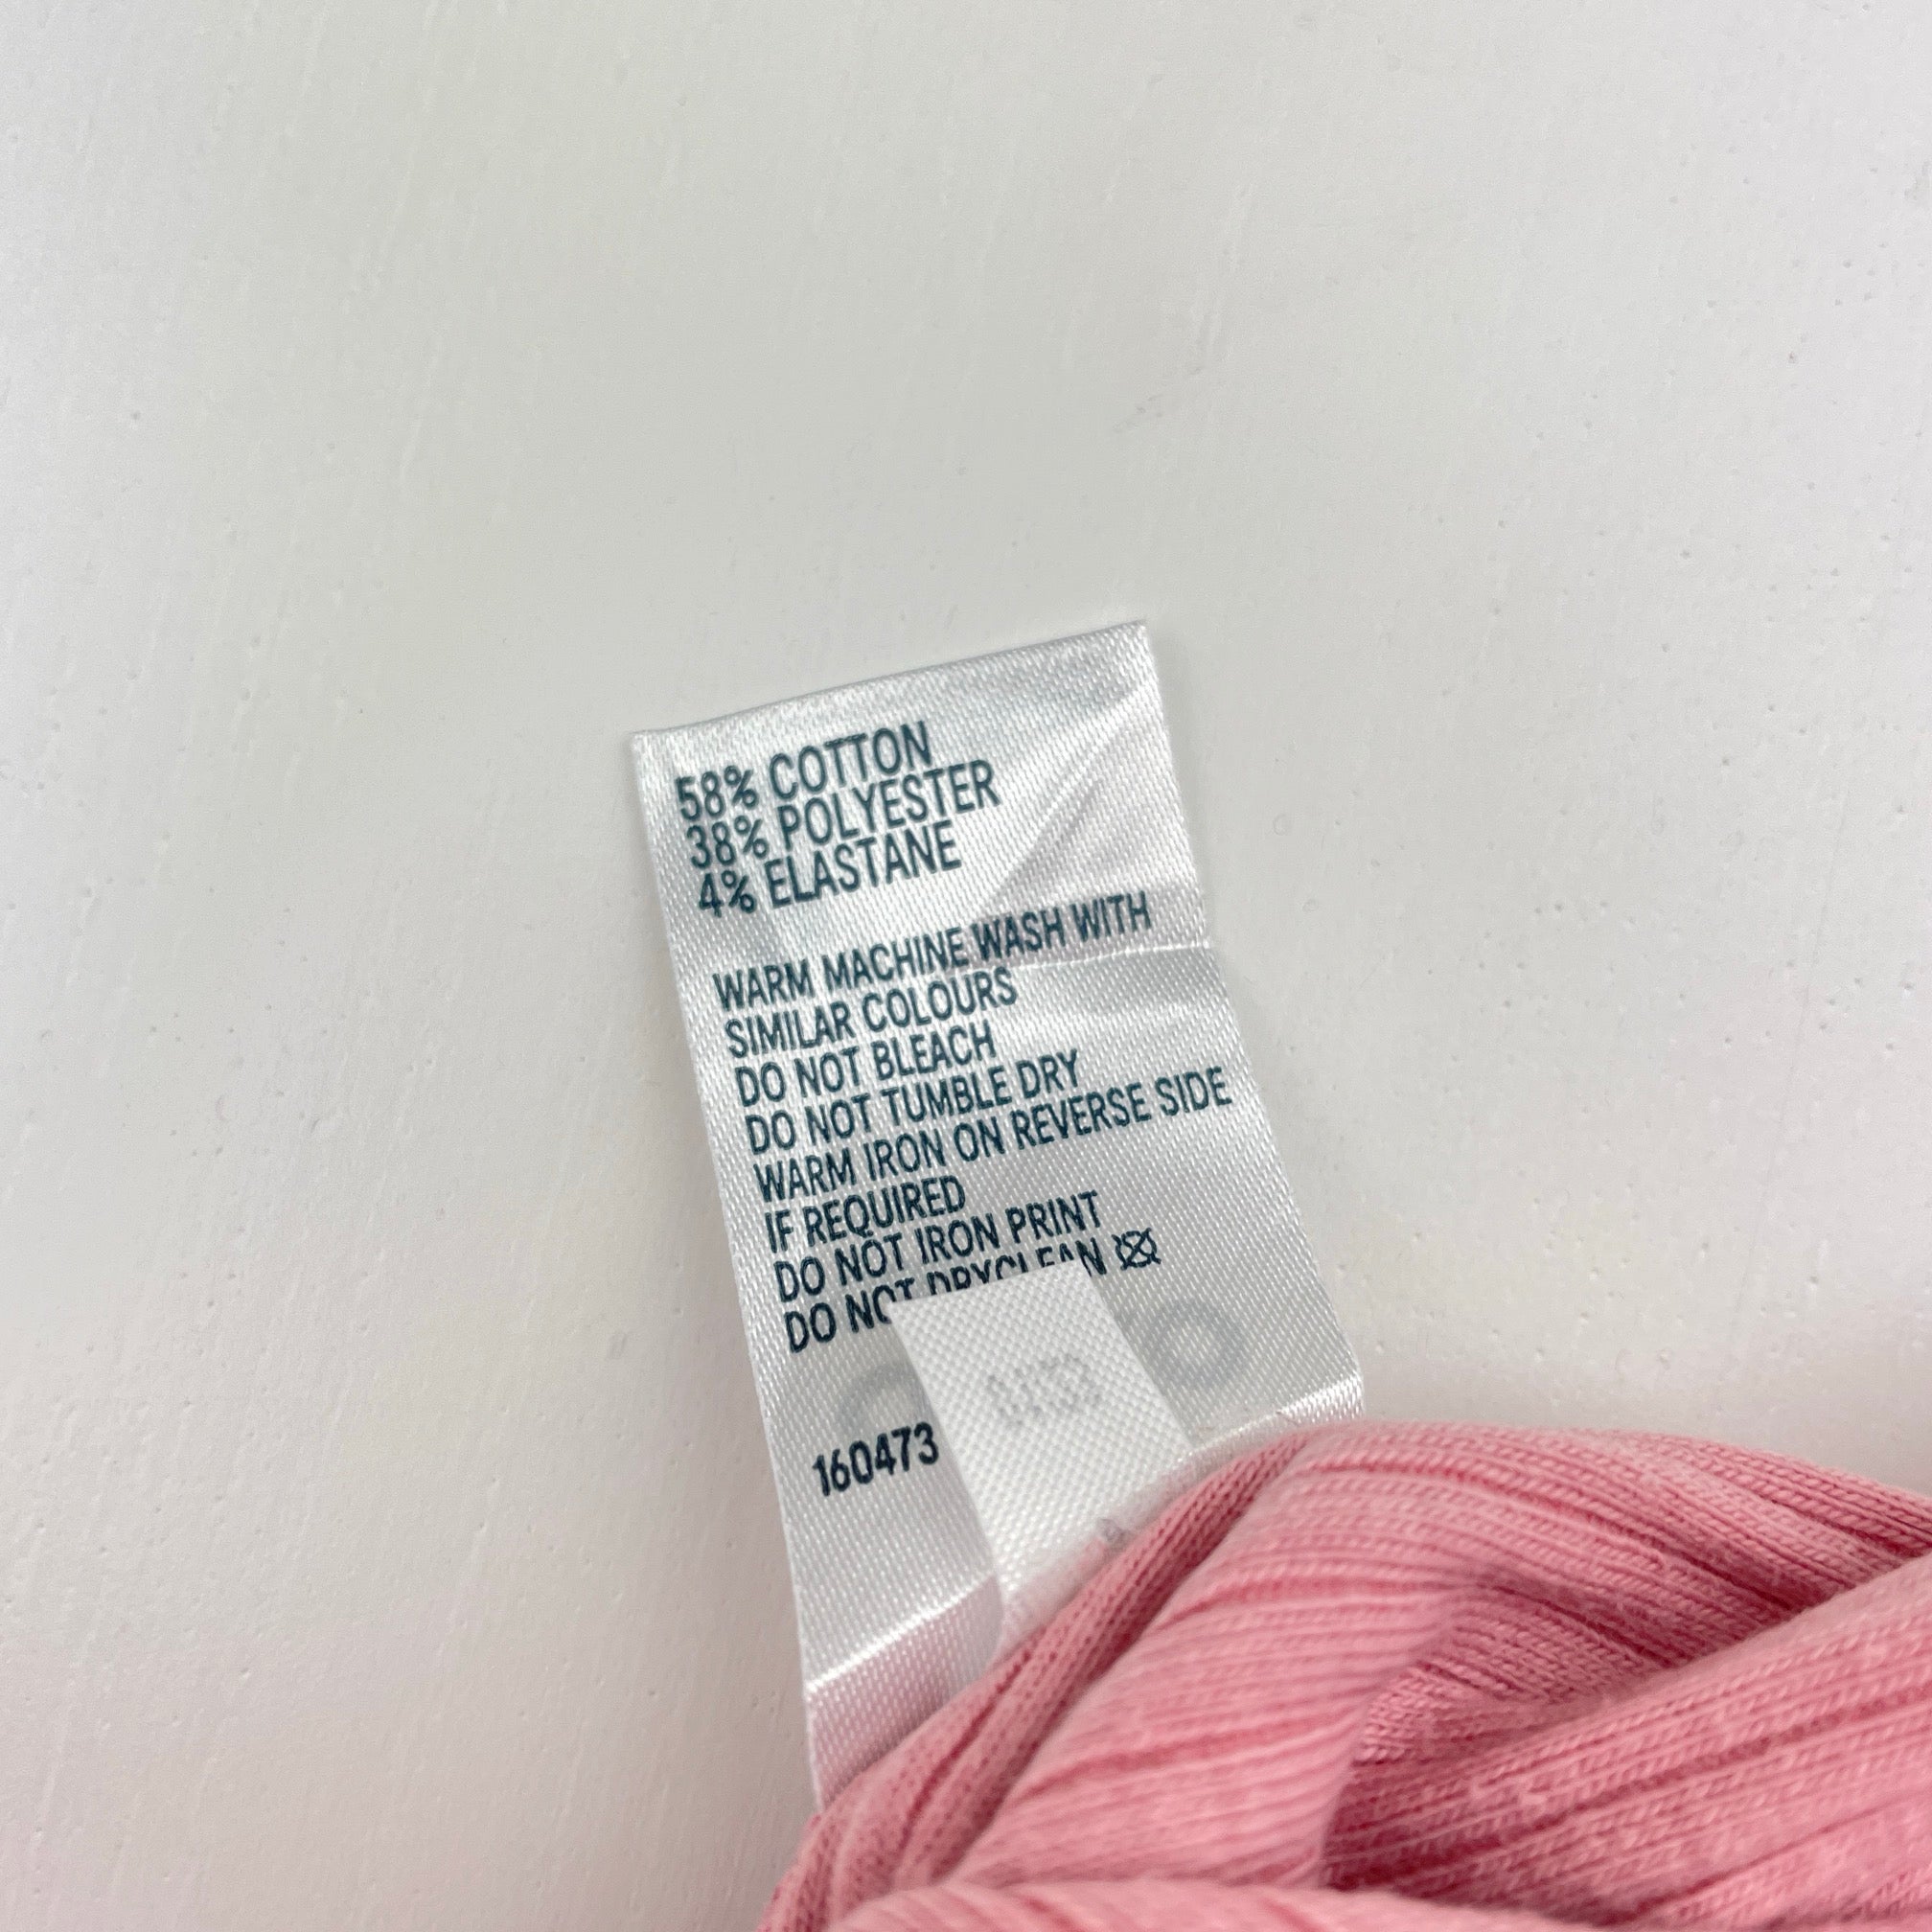 58% COTTON
38% POLYESTER
4% ELASTANE
WARM MACHINE WASH WITH
SIMILAR COLOURS
DO NOT BLEACH
DO NOT TUMBLE DRY
WARM IRON ON REVERSE SIDE
IF REQUIRED
DO NOT IRON PRINT
DO NOT DRYCLEAN
160473